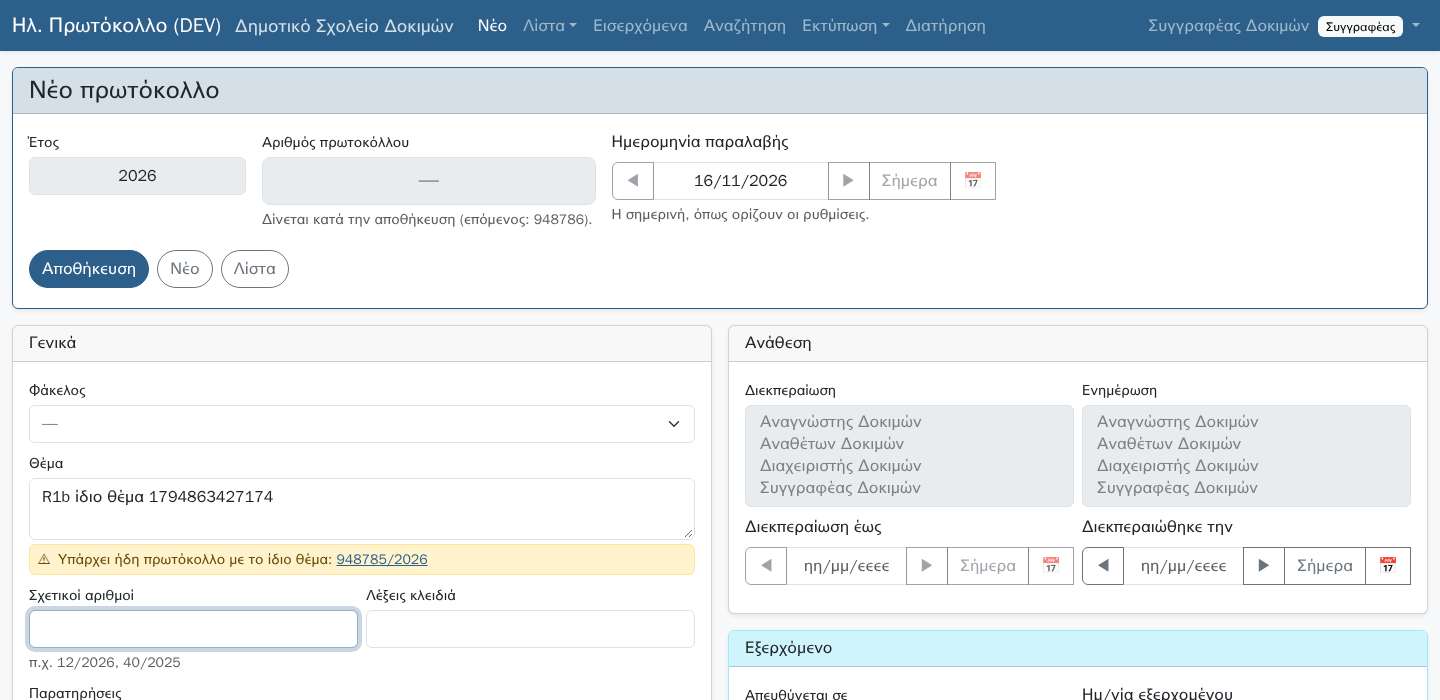 Ηλ. Πρωτόκολλο (DEV) Δημοτικό Σχολείο Δοκιμών Νέο Λίστα Εισερχόμενα Αναζήτηση Εκτύπωση Διατήρηση Συγγραφέας Δοκιμών Συγγραφέας
Νέο πρωτόκολλο
Έτος Αριθμός πρωτοκόλλου Ημερομηνία παραλαβής
2026 — 16/11/2026 Σήμερα
Δίνεται κατά την αποθήκευση (επόμενος: 948786). Η σημερινή, όπως ορίζουν οι ρυθμίσεις.
Αποθήκευση Νέο Λίστα
Γενικά
Φάκελος
—
Θέμα
R1b ίδιο θέμα 1794863427174
⚠ Υπάρχει ήδη πρωτόκολλο με το ίδιο θέμα: 948785/2026
Σχετικοί αριθμοί Λέξεις κλειδιά
π.χ. 12/2026, 40/2025
Παρατηρήσεις
Ανάθεση
Διεκπεραίωση Ενημέρωση
Αναγνώστης Δοκιμών Αναγνώστης Δοκιμών
Αναθέτων Δοκιμών Αναθέτων Δοκιμών
Διαχειριστής Δοκιμών Διαχειριστής Δοκιμών
Συγγραφέας Δοκιμών Συγγραφέας Δοκιμών
Διεκπεραίωση έως Διεκπεραιώθηκε την
ηη/μμ/εεεε Σήμερα ηη/μμ/εεεε Σήμερα
Εξερχόμενο
Απευθύνεται σε Ημ/νία εξερχομένου